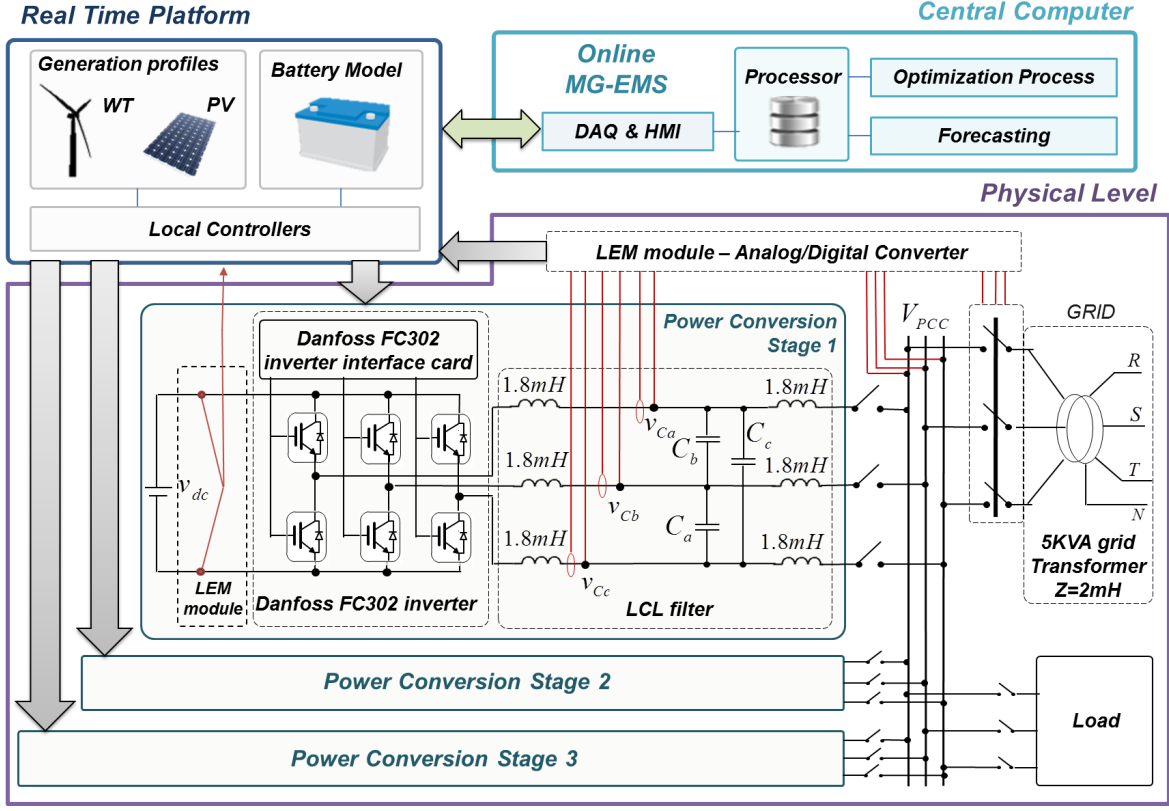 Real Time Platform
Central Computer
Generation profiles
WT
PV
Battery Model
Local Controllers
Online
MG-EMS
DAQ & HMI
Processor
Optimization Process
Forecasting
Physical Level
LEM module – Analog/Digital Converter
Power Conversion
Stage 1
Danfoss FC302
inverter interface card
V_PCC
GRID
1.8mH
1.8mH
v_Ca
C_b
C_c
R
S
T
N
v_dc
1.8mH
1.8mH
v_Cb
C_a
1.8mH
1.8mH
v_Cc
LEM
module
Danfoss FC302 inverter
LCL filter
5KVA grid
Transformer
Z=2mH
Power Conversion Stage 2
Load
Power Conversion Stage 3